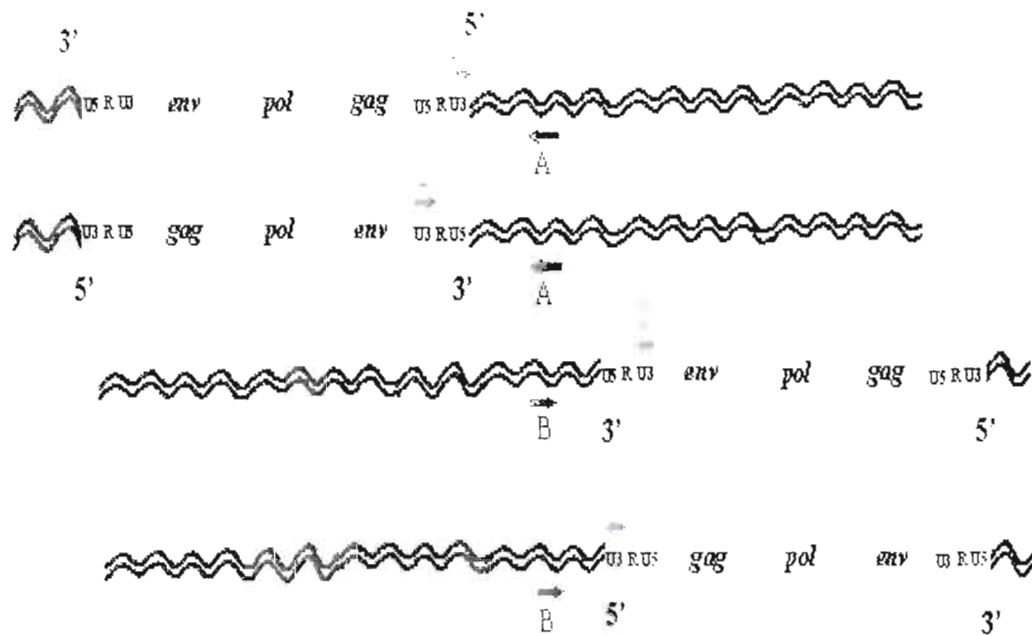 5’
3’
U5 R U3 env pol gag U5 R U3
A
U3 R U5 gag pol env U3 R U5
5’ 3’
A
U5 R U3 env pol gag U5 R U3
B 3’ 5’
U3 R U5 gag pol env U3 R U5
B 5’ 3’